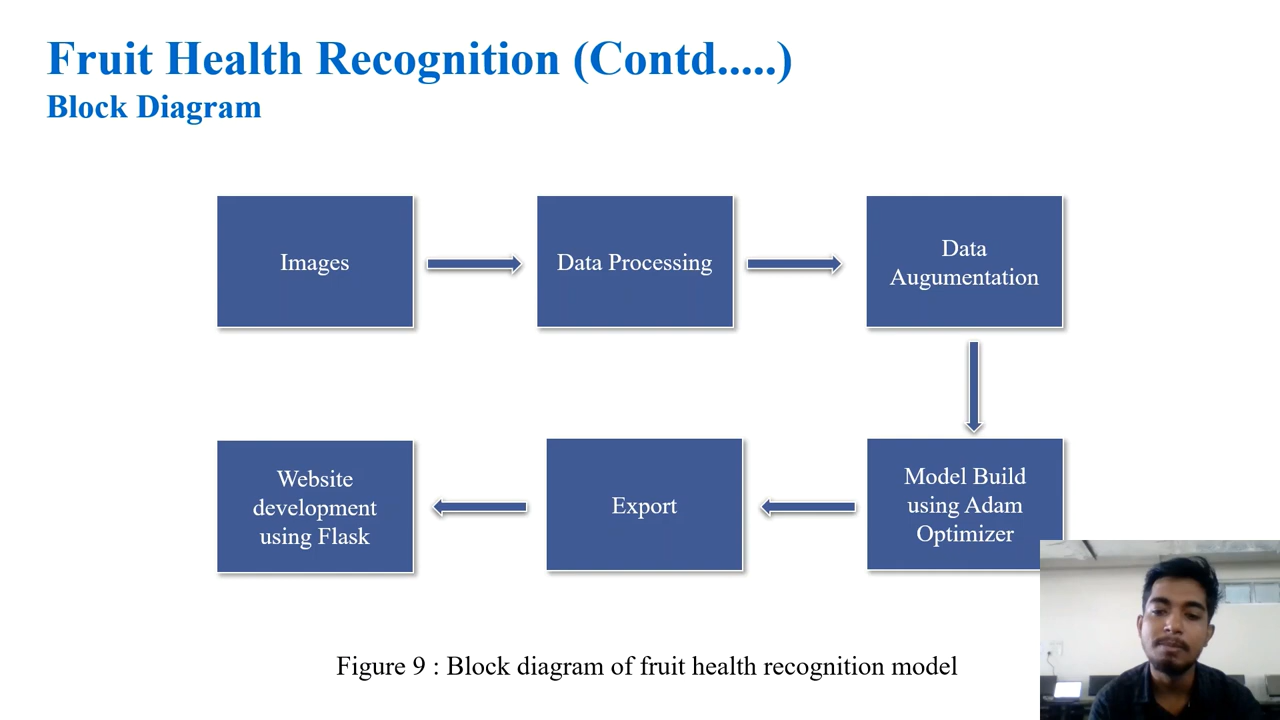 Fruit Health Recognition (Contd.....)
Block Diagram
Images
Data Processing
Data
Augumentation
Model Build
using Adam
Optimizer
Export
Website
development
using Flask
Figure 9 : Block diagram of fruit health recognition model